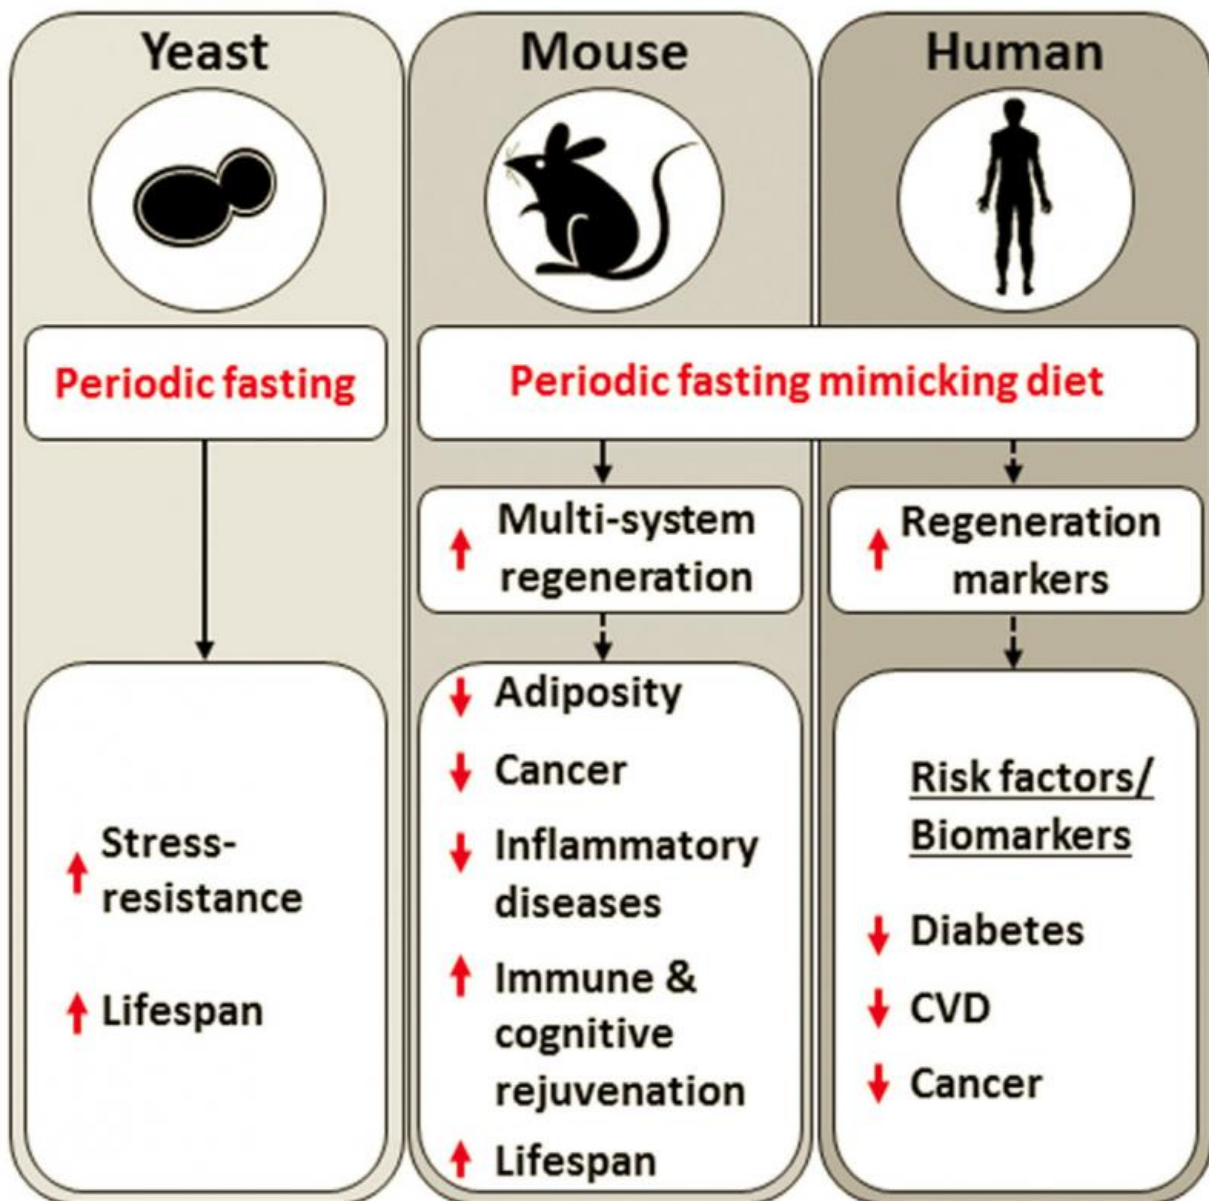 Yeast
Periodic fasting
Stress-
resistance
Lifespan
Mouse
Human
Periodic fasting mimicking diet
Multi-system
regeneration
Adiposity
Cancer
Inflammatory
diseases
Immune &
cognitive
rejuvenation
Lifespan
Regeneration
markers
Risk factors/
Biomarkers
Diabetes
CVD
Cancer